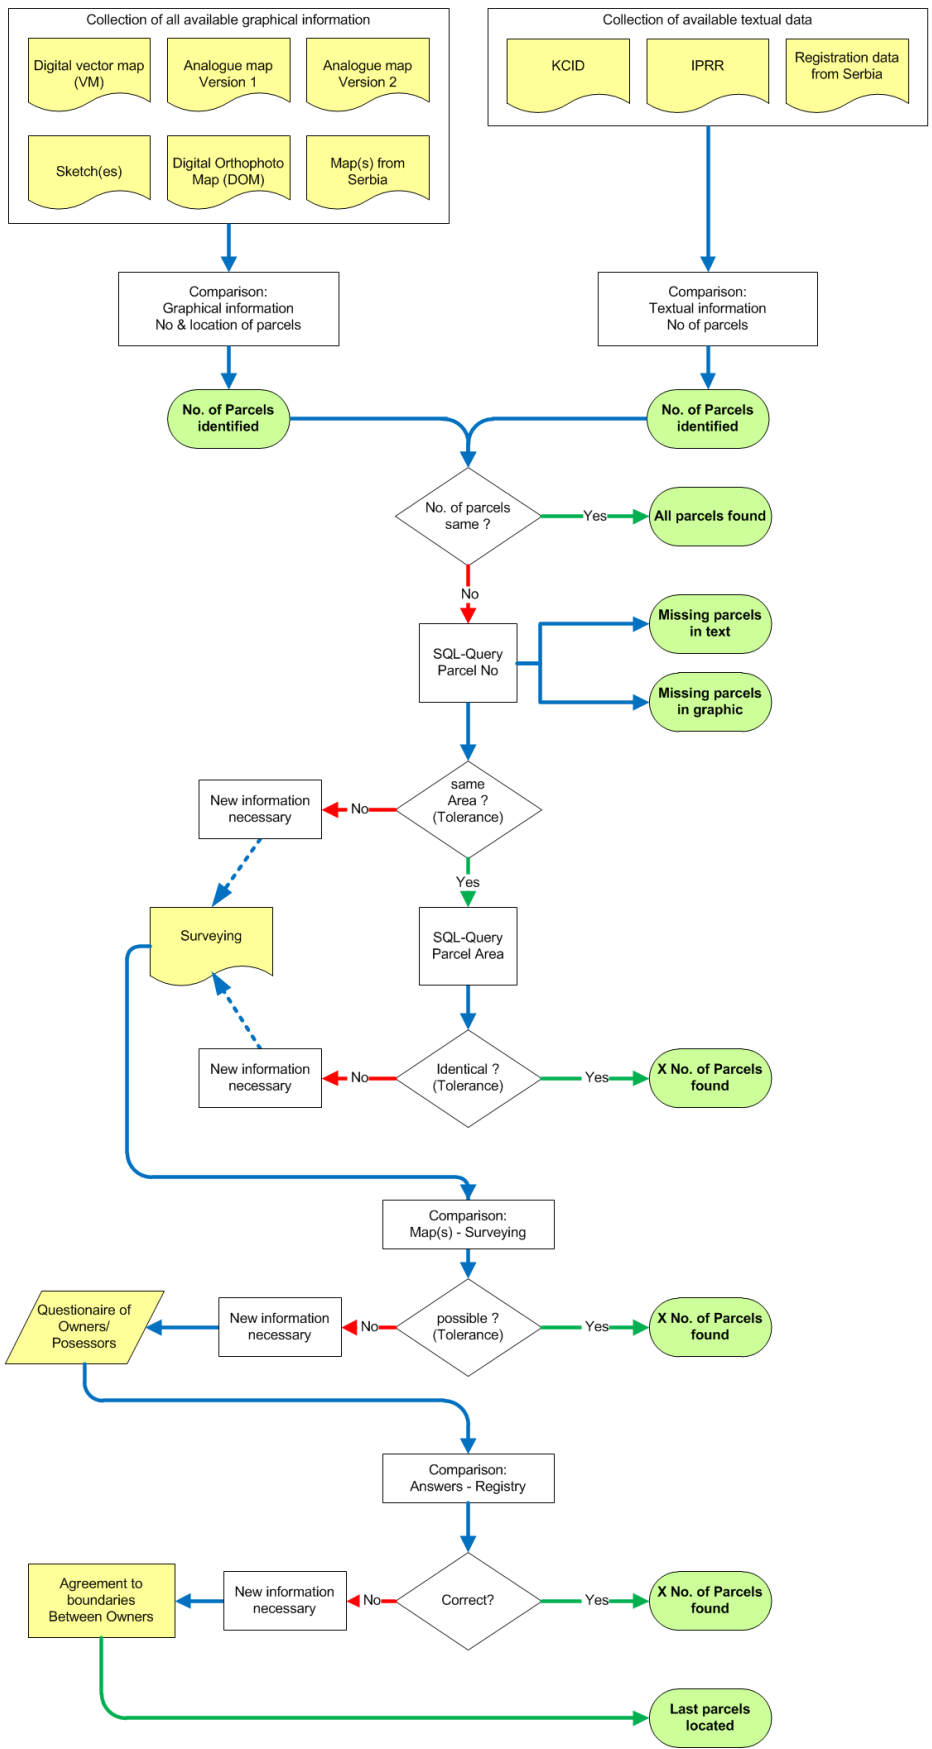 Collection of all available graphical information
Digital vector map
(VM)
Analogue map
Version 1
Analogue map
Version 2
Sketch(es)
Digital Orthophoto
Map (DOM)
Map(s) from
Serbia
Collection of available textual data
KCID
IPRR
Registration data
from Serbia
Comparison:
Graphical information
No & location of parcels
Comparison:
Textual information
No of parcels
No. of Parcels
identified
No. of Parcels
identified
No. of parcels
same ?
Yes
All parcels found
No
SQL-Query
Parcel No
Missing parcels
in text
Missing parcels
in graphic
same
Area ?
(Tolerance)
No
New information
necessary
Yes
Surveying
SQL-Query
Parcel Area
Identical ?
(Tolerance)
No
New information
necessary
Yes
X No. of Parcels
found
Comparison:
Map(s) - Surveying
possible ?
(Tolerance)
No
New information
necessary
Questionaire of
Owners/
Posessors
Yes
X No. of Parcels
found
Comparison:
Answers - Registry
Correct?
No
New information
necessary
Agreement to
boundaries
Between Owners
Yes
X No. of Parcels
found
Last parcels
located